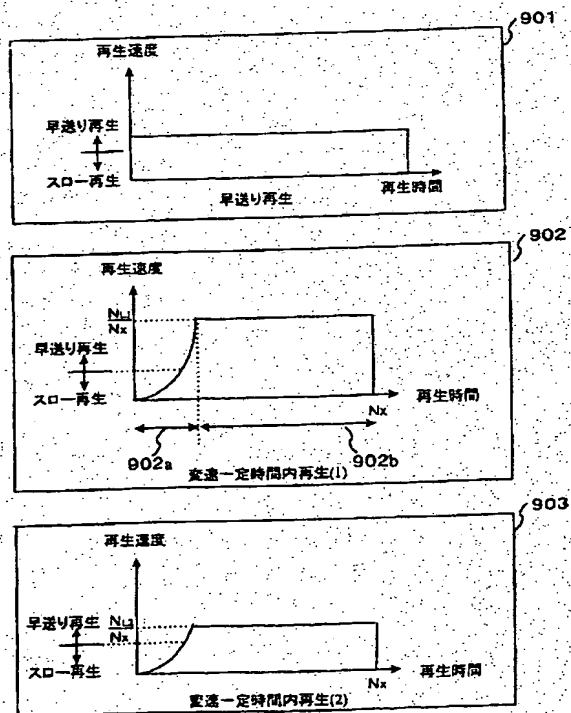 901
再生速度
早送り再生
スロー再生
再生時間
早送り再生
902
再生速度
NL1
Nx
早送り再生
スロー再生
再生時間
Nx
902a
902b
変速一定時間内再生(1)
903
再生速度
早送り再生
NL2
Nx
スロー再生
再生時間
Nx
変速一定時間内再生(2)